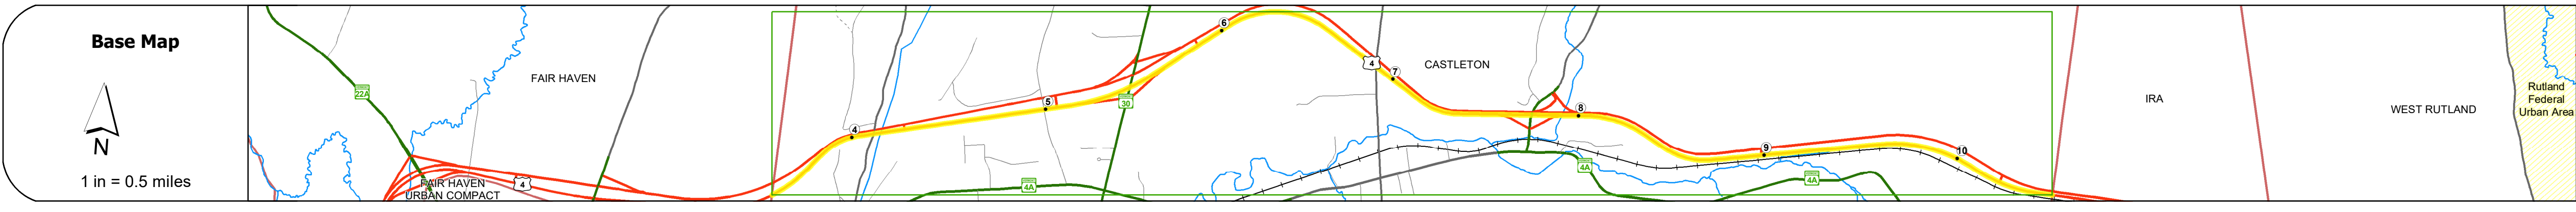 Base Map
N
1 in = 0.5 miles
22A
FAIR HAVEN
FAIR HAVEN
URBAN COMPACT
4
4
5
4A
30
6
4
7
CASTLETON
8
4A
9
4A
10
IRA
WEST RUTLAND
Rutland
Federal
Urban Area